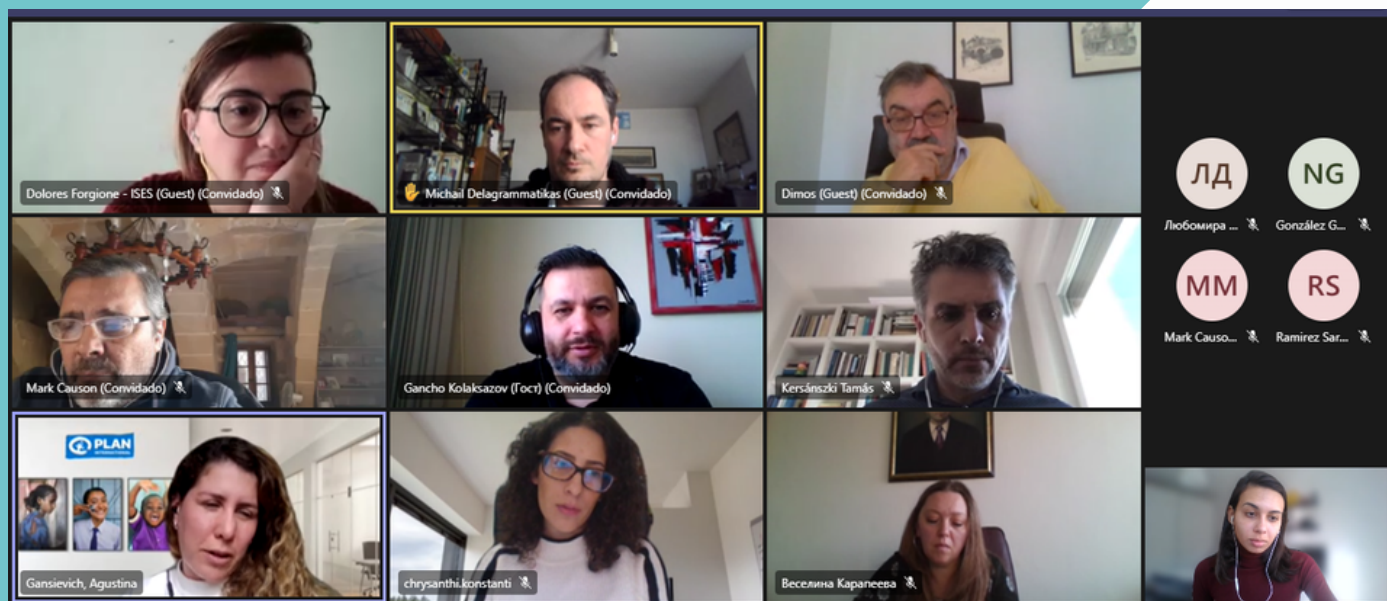 Dolores Forgione - ISES (Guest) (Convidado)
Michail Delagrammatikas (Guest) (Convidado)
Dimos (Guest) (Convidado)
ЛД
NG
Любомира ...
González G...
MM
RS
Mark Causo...
Ramirez Sar...
Mark Causon (Convidado)
Gancho Kolaksazov (Гост) (Convidado)
Kersánszki Tamás
PLAN
INTERNATIONAL
Gansievich, Agustina
chrysanthi.konstanti
Веселина Карапеева